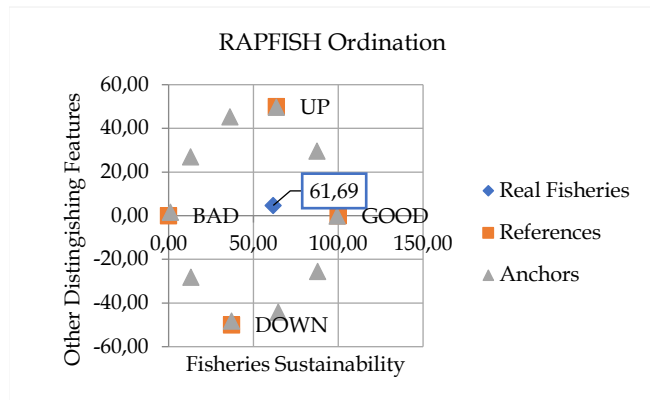 RAPFISH Ordination
Other Distingishing Features
60,00
40,00
20,00
0,00
-20,00
-40,00
-60,00
UP
61,69
BAD
GOOD
0,00 50,00 100,00 150,00
DOWN
Fisheries Sustainability
Real Fisheries
References
Anchors